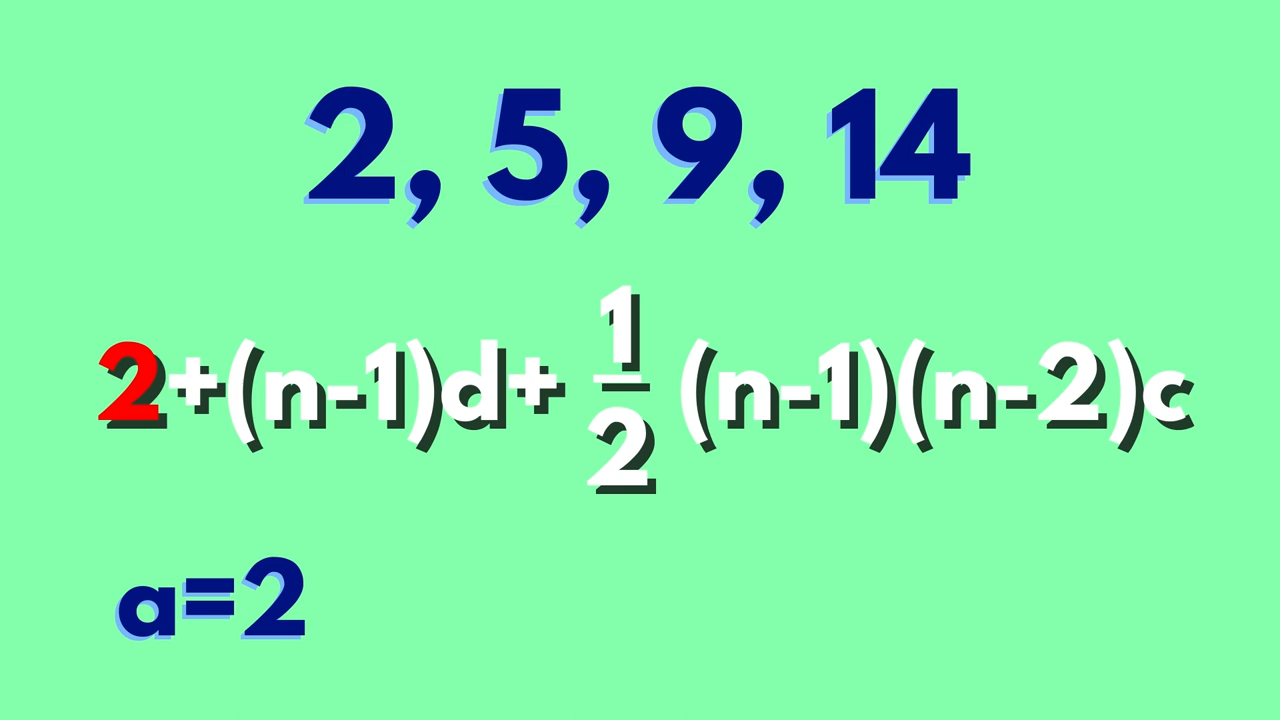 2, 5, 9, 14
2+(n-1)d+ 1/2 (n-1)(n-2)c
a=2